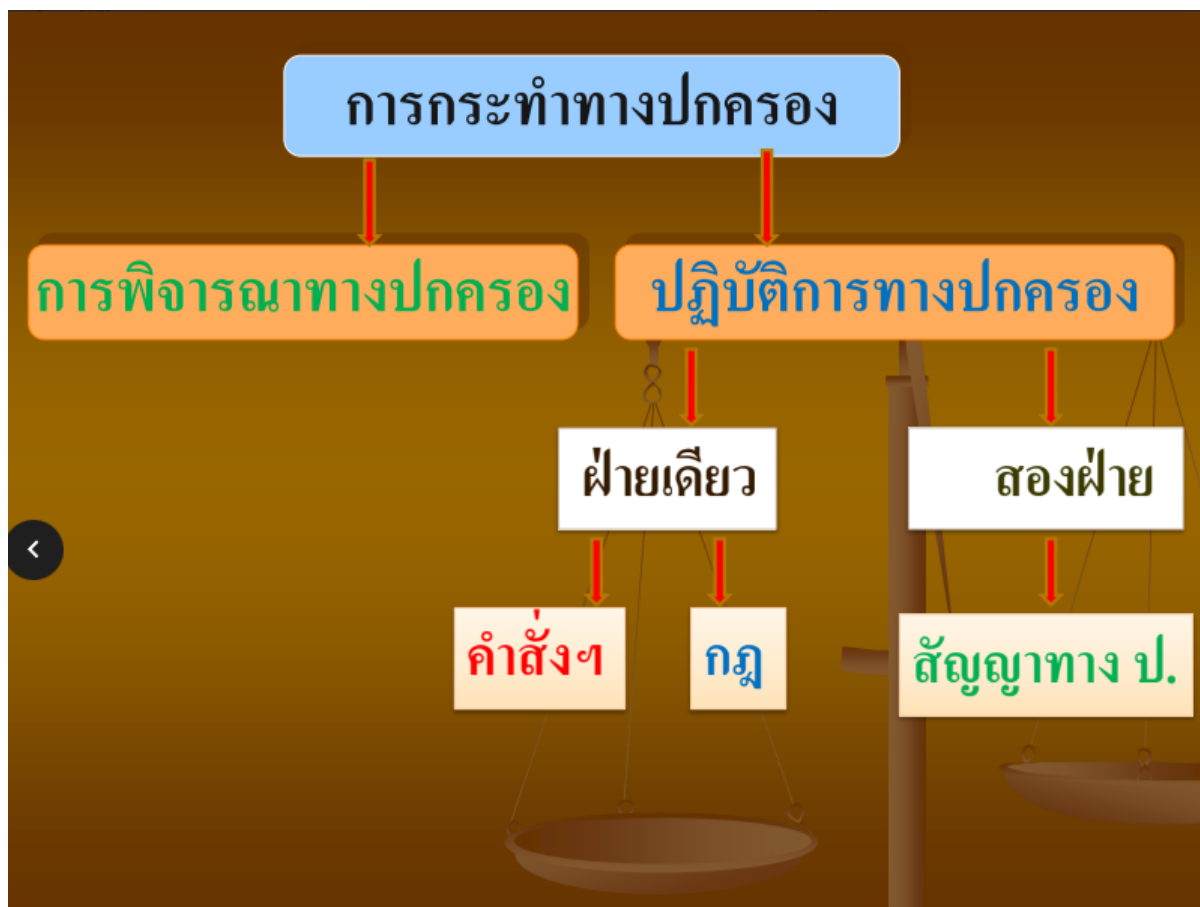 การกระทำทางปกครอง
การพิจารณาทางปกครอง
ปฏิบัติการทางปกครอง
ฝ่ายเดียว
สองฝ่าย
คำสั่งฯ
กฎ
สัญญาทาง ป.